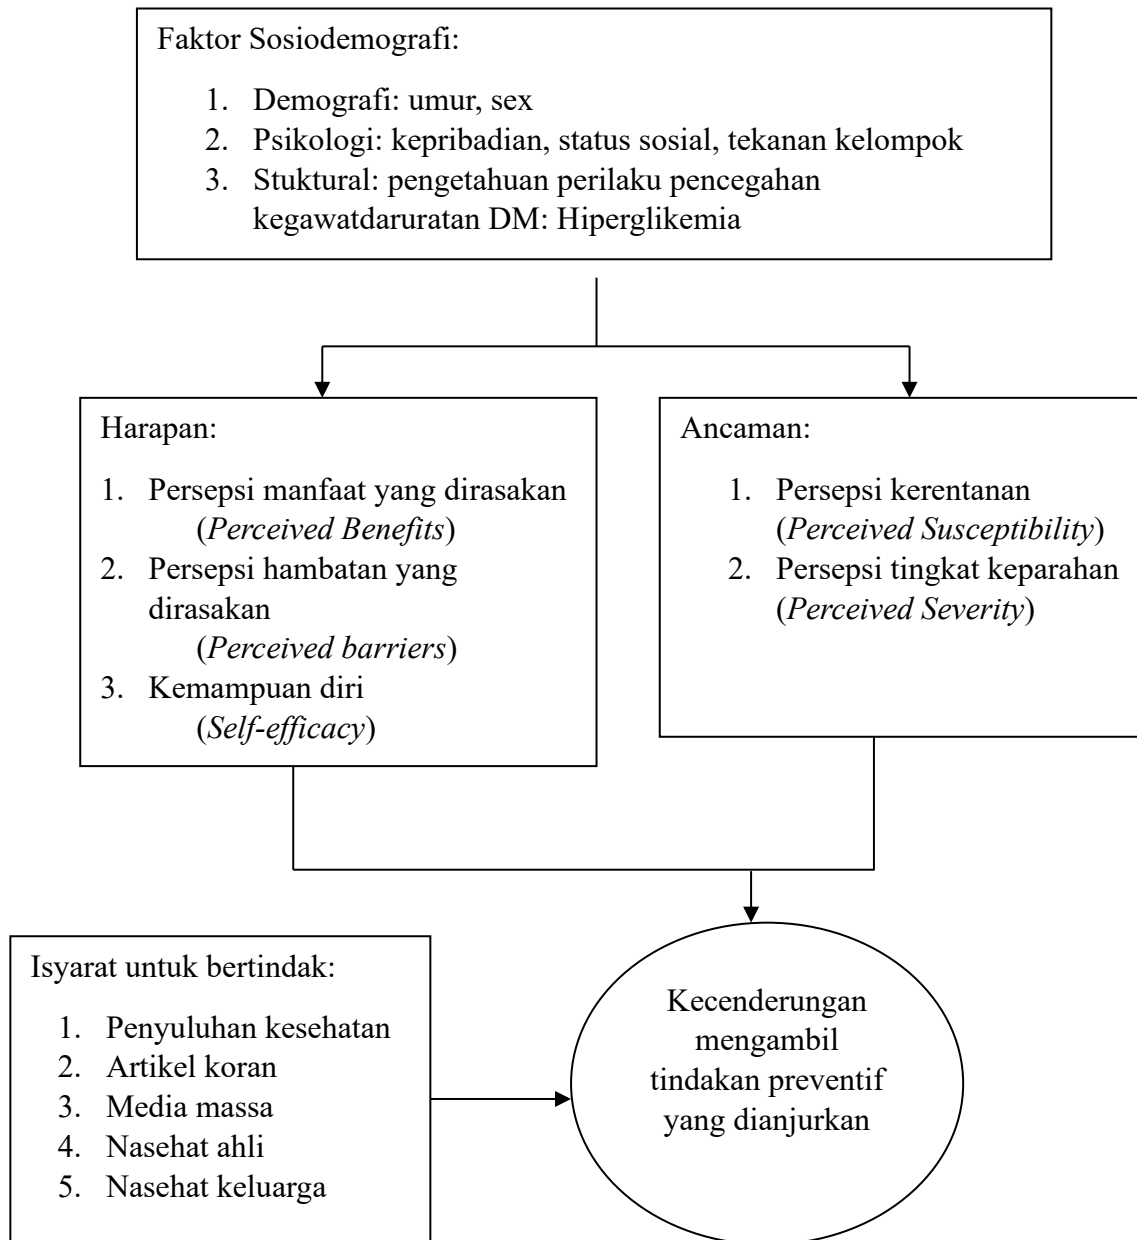 Faktor Sosiodemografi:
1. Demografi: umur, sex
2. Psikologi: kepribadian, status sosial, tekanan kelompok
3. Stuktural: pengetahuan perilaku pencegahan
kegawatdaruratan DM: Hiperglikemia
Harapan:
1. Persepsi manfaat yang dirasakan
(Perceived Benefits)
2. Persepsi hambatan yang
dirasakan
(Perceived barriers)
3. Kemampuan diri
(Self-efficacy)
Ancaman:
1. Persepsi kerentanan
(Perceived Susceptibility)
2. Persepsi tingkat keparahan
(Perceived Severity)
Isyarat untuk bertindak:
1. Penyuluhan kesehatan
2. Artikel koran
3. Media massa
4. Nasehat ahli
5. Nasehat keluarga
Kecenderungan
mengambil
tindakan preventif
yang dianjurkan